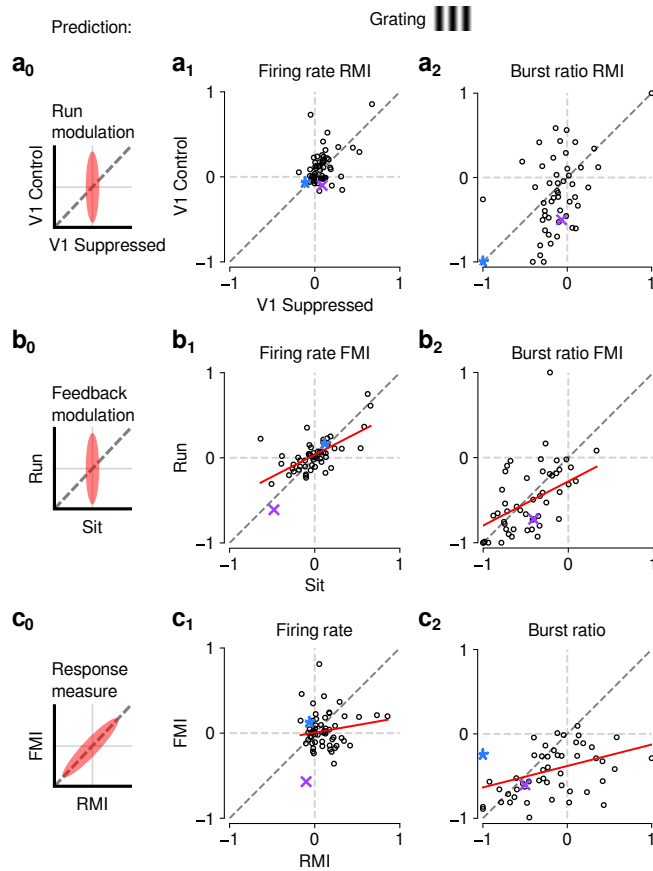 Prediction:
Grating
a0
a1
a2
Run
modulation
V1 Control
V1 Suppressed
Firing rate RMI
1
0
−1
V1 Control
−1
0
1
V1 Suppressed
Burst ratio RMI
1
0
−1
−1
0
1
b0
b1
b2
Feedback
modulation
Run
Sit
Firing rate FMI
1
0
−1
Run
−1
0
1
Sit
Burst ratio FMI
1
0
−1
−1
0
1
c0
c1
c2
Response
measure
FMI
RMI
Firing rate
1
0
−1
FMI
−1
0
1
RMI
Burst ratio
1
0
−1
−1
0
1